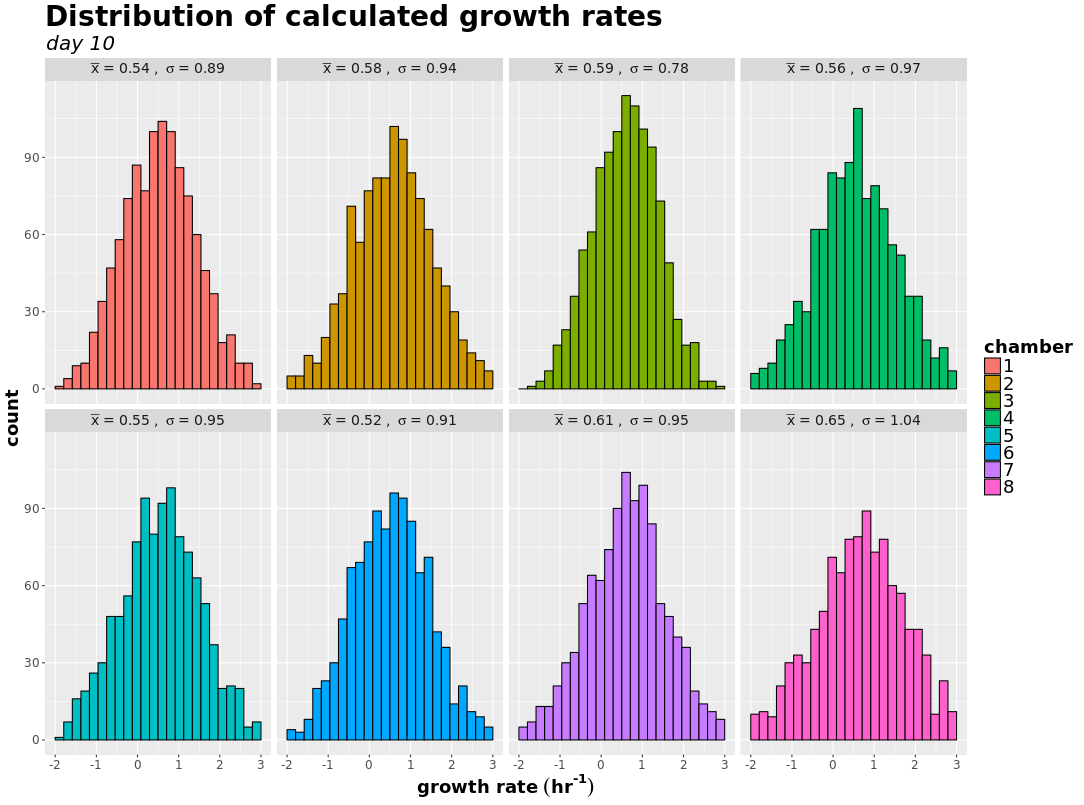 Distribution of calculated growth rates
day 10
x̅ = 0.54 , σ = 0.89
x̅ = 0.58 , σ = 0.94
x̅ = 0.59 , σ = 0.78
x̅ = 0.56 , σ = 0.97
90
60
30
0
x̅ = 0.55 , σ = 0.95
x̅ = 0.52 , σ = 0.91
x̅ = 0.61 , σ = 0.95
x̅ = 0.65 , σ = 1.04
90
60
30
0
-2 -1 0 1 2 3
-2 -1 0 1 2 3
-2 -1 0 1 2 3
-2 -1 0 1 2 3
count
growth rate (hr⁻¹)
chamber
1
2
3
4
5
6
7
8